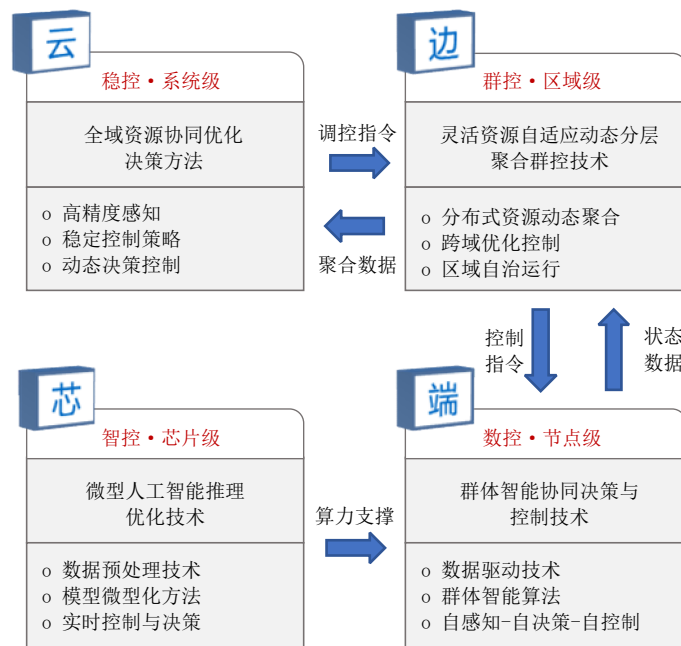 云
稳控·系统级
全域资源协同优化
决策方法
o 高精度感知
o 稳定控制策略
o 动态决策控制
调控指令
聚合数据
边
群控·区域级
灵活资源自适应动态分层
聚合群控技术
o 分布式资源动态聚合
o 跨域优化控制
o 区域自治运行
控制
指令
状态
数据
芯
智控·芯片级
微型人工智能推理
优化技术
o 数据预处理技术
o 模型微型化方法
o 实时控制与决策
算力支撑
端
数控·节点级
群体智能协同决策与
控制技术
o 数据驱动技术
o 群体智能算法
o 自感知-自决策-自控制